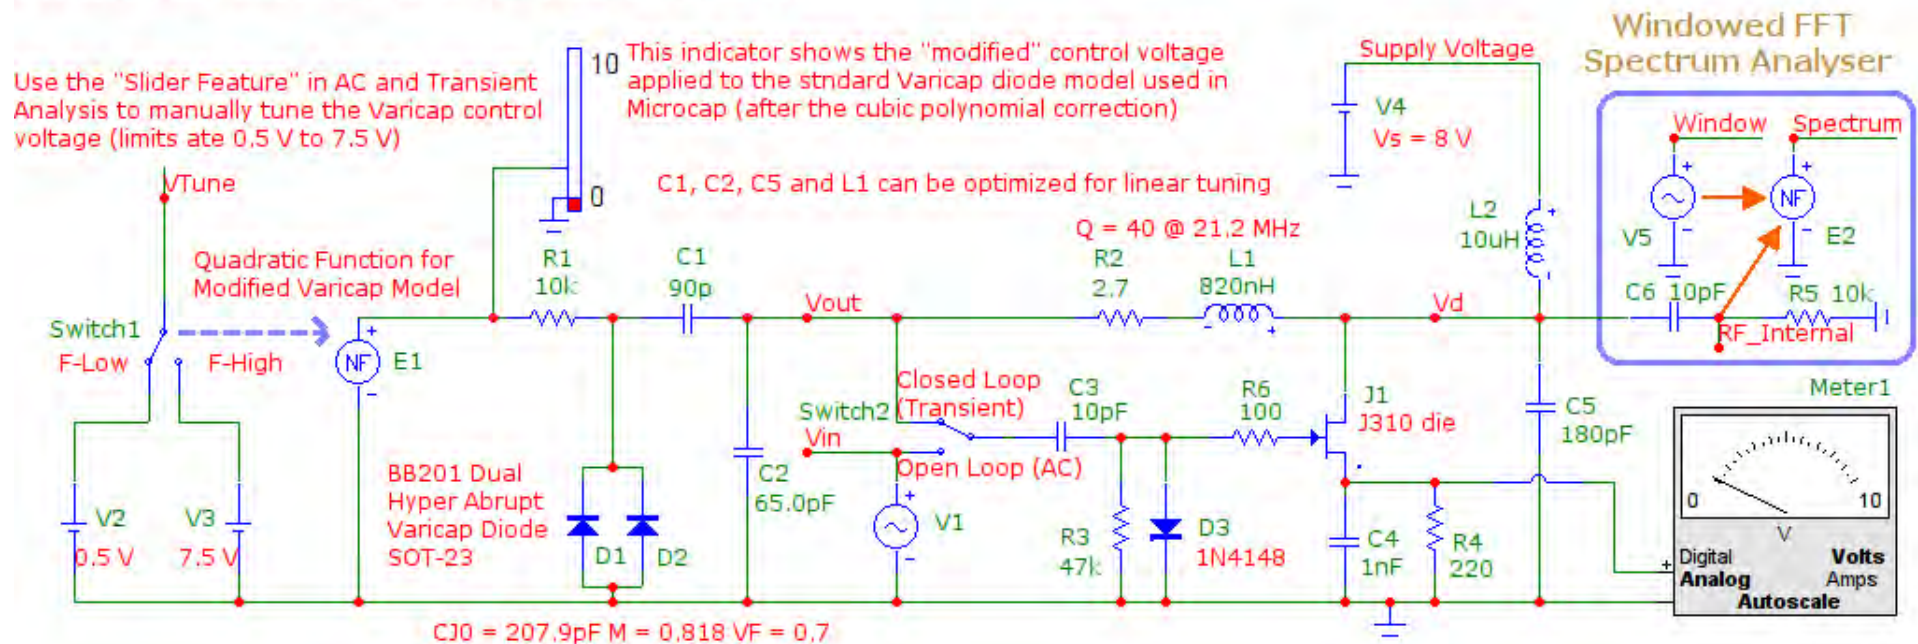 Windowed FFT
Spectrum Analyser
Use the "Slider Feature" in AC and Transient
Analysis to manually tune the Varicap control
voltage (limits ate 0.5 V to 7.5 V)
10
0
This indicator shows the "modified" control voltage
applied to the stndard Varicap diode model used in
Microcap (after the cubic polynomial correction)
C1, C2, C5 and L1 can be optimized for linear tuning
Supply Voltage
V4
Vs = 8 V
Window
Spectrum
NF
V5
E2
C6 10pF
R5 10k
RF_Internal
VTune
Quadratic Function for
Modified Varicap Model
Switch1
F-Low
F-High
NF
E1
R1
10k
C1
90p
Vout
Q = 40 @ 21.2 MHz
R2
2.7
L1
820nH
Vd
L2
10uH
V2
0.5 V
V3
7.5 V
BB201 Dual
Hyper Abrupt
Varicap Diode
SOT-23
D1
D2
C2
65.0pF
Closed Loop
(Transient)
Switch2
Vin
Open Loop (AC)
V1
C3
10pF
R6
100
J1
J310 die
R3
47k
D3
1N4148
C4
1nF
R4
220
C5
180pF
Meter1
0
10
V
Digital
Volts
Analog
Amps
Autoscale
CJ0 = 207.9pF M = 0.818 VF = 0.7